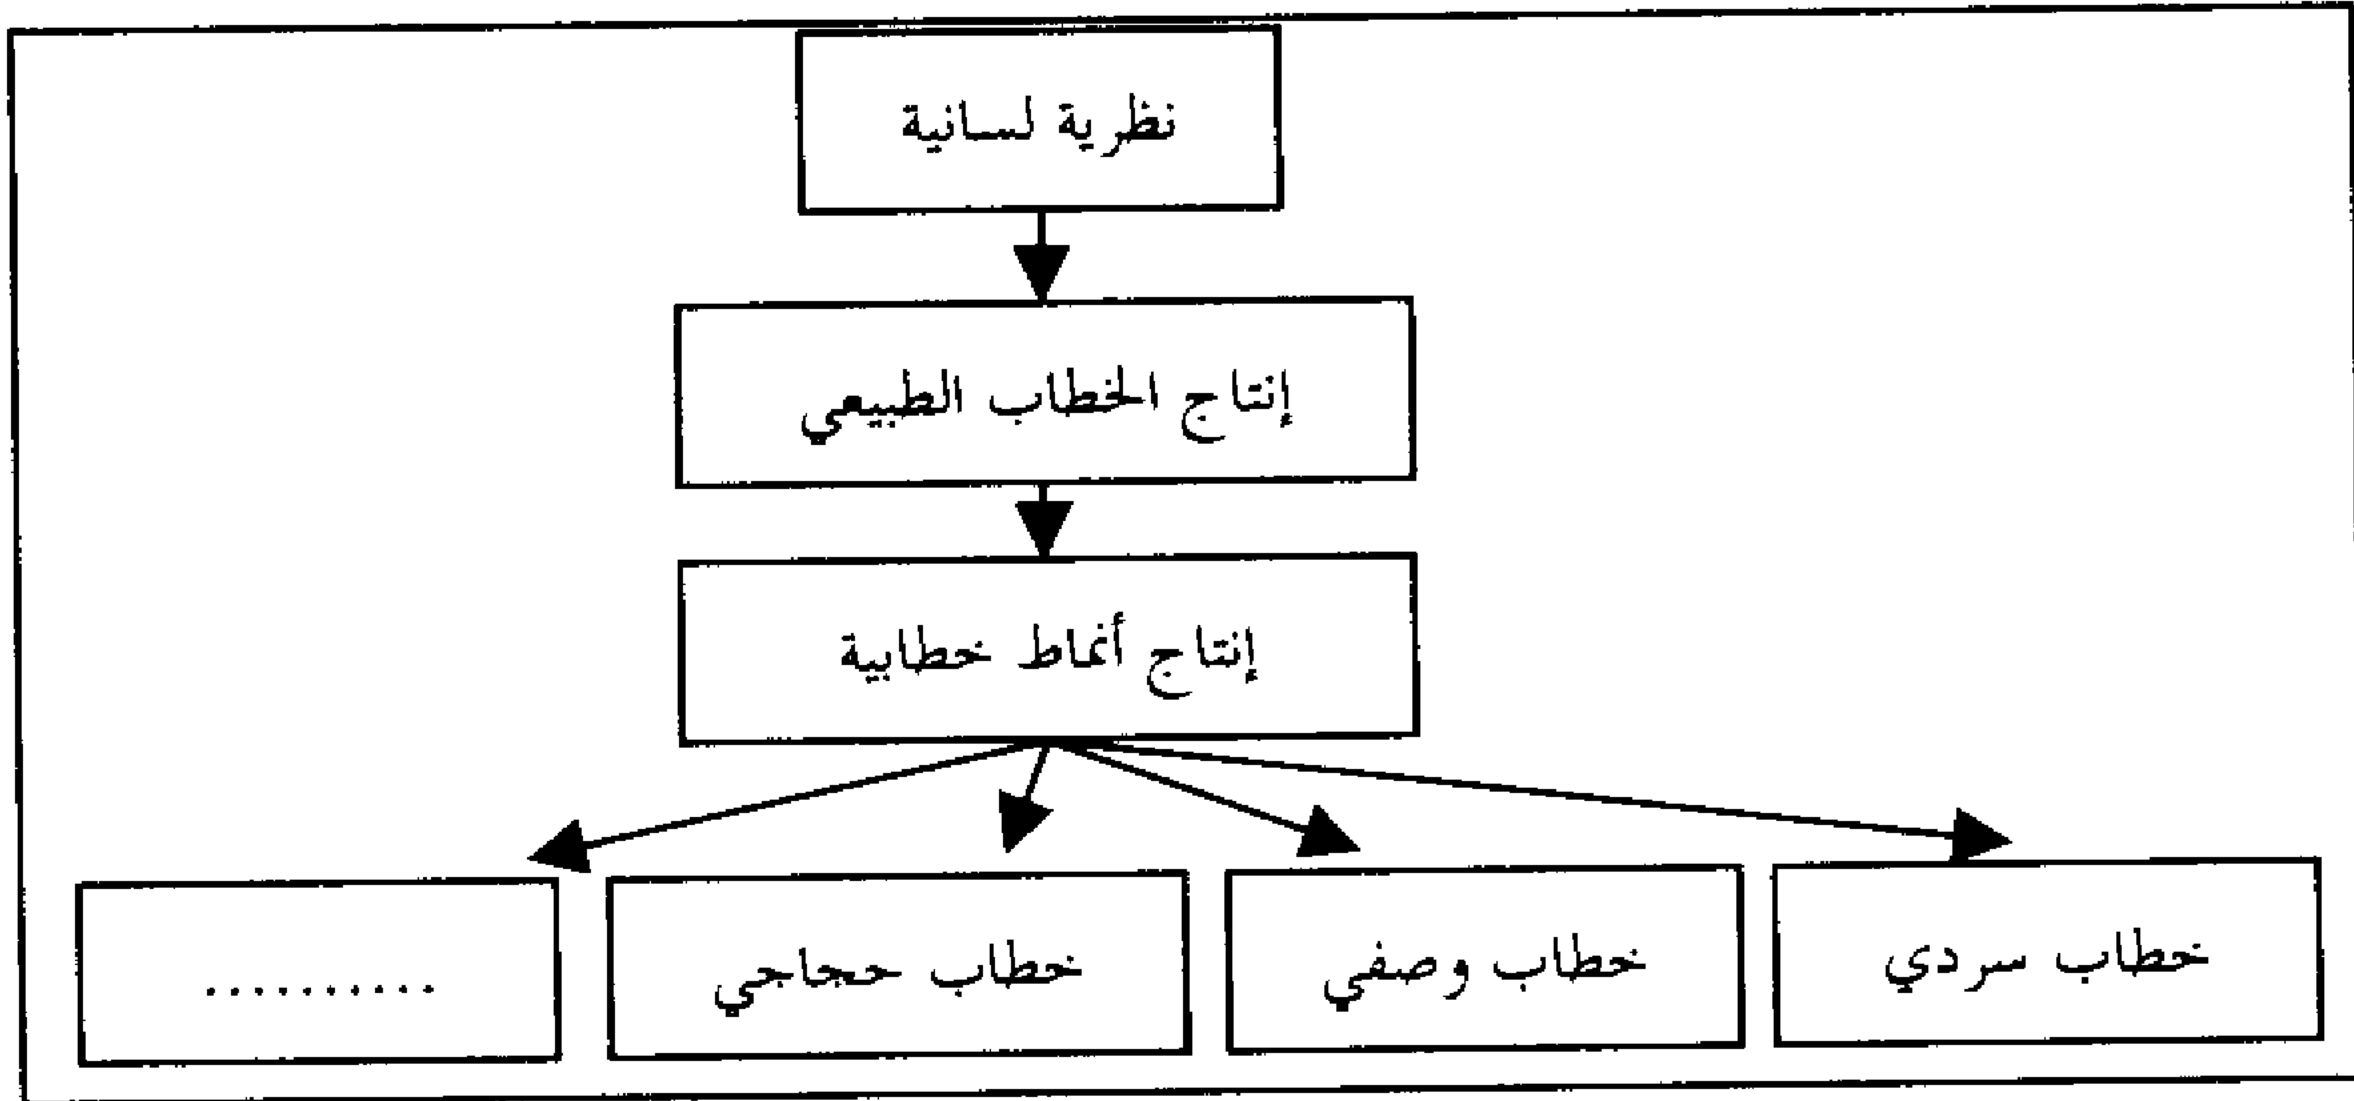 نظرية لسانية
إنتاج الخطاب الطبيعي
إنتاج أنماط خطابية
خطاب سردي
خطاب وصفي
خطاب حجاجي
..........